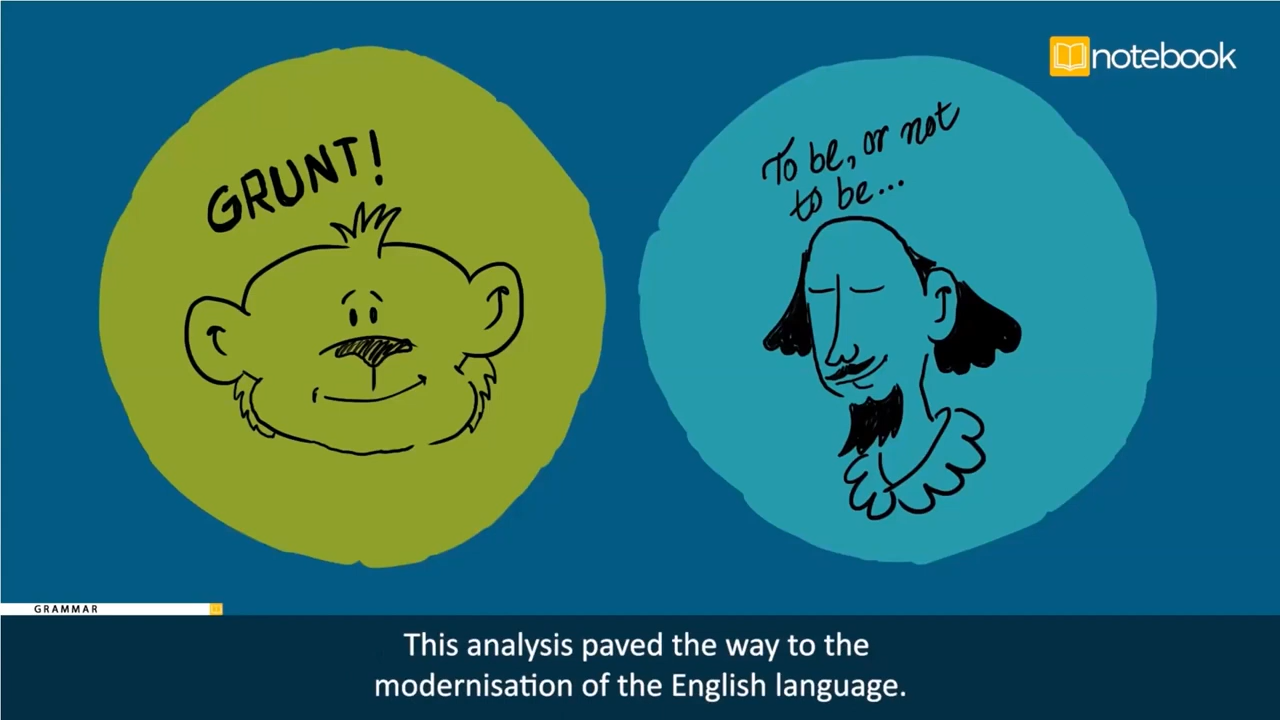 notebook
GRUNT!
To be, or not
to be...
GRAMMAR
This analysis paved the way to the
modernisation of the English language.